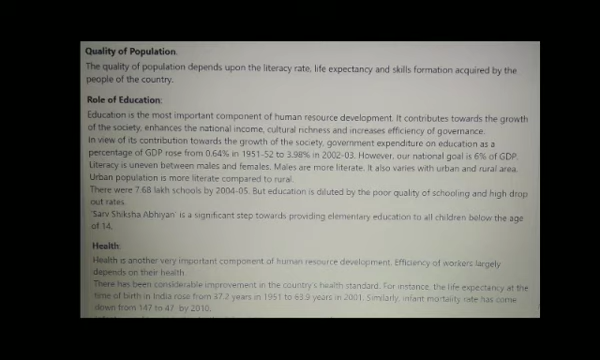 Quality of Population.
The quality of population depends upon the literacy rate, life expectancy and skills formation acquired by the
people of the country.
Role of Education:
Education is the most important component of human resource development. It contributes towards the growth
of the society, enhances the national income, cultural richness and increases efficiency of governance.
In view of its contribution towards the growth of the society, government expenditure on education as a
percentage of GDP rose from 0.64% in 1951-52 to 3.98% in 2002-03. However, our national goal is 6% of GDP.
Literacy is uneven between males and females. Males are more literate. It also varies with urban and rural area.
Urban population is more literate compared to rural.
There were 7.68 lakh schools by 2004-05. But education is diluted by the poor quality of schooling and high drop
out rates.
'Sarv Shiksha Abhiyan' is a significant step towards providing elementary education to all children below the age
of 14.
Health:
Health is another very important component of human resource development. Efficiency of workers largely
depends on their health.
There has been considerable improvement in the country's health standard. For instance, the life expectancy at the
time of birth in India rose from 37.2 years in 1951 to 63.9 years in 2001. Similarly, infant mortality rate has come
down from 147 to 47 by 2010.